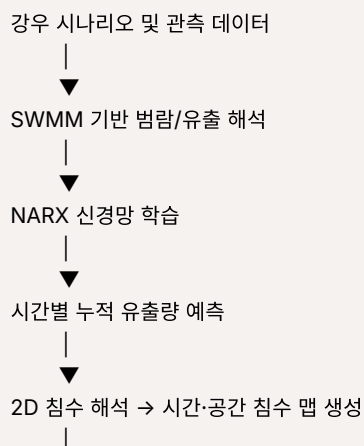 강우 시나리오 및 관측 데이터
│
▼
SWMM 기반 범람/유출 해석
│
▼
NARX 신경망 학습
│
▼
시간별 누적 유출량 예측
│
▼
2D 침수 해석 → 시간·공간 침수 맵 생성
│